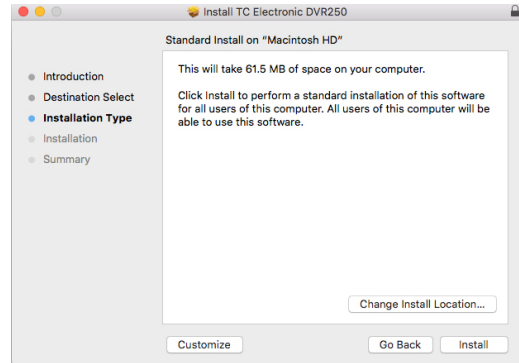 Install TC Electronic DVR250
Standard Install on "Macintosh HD"
Introduction
Destination Select
Installation Type
Installation
Summary
This will take 61.5 MB of space on your computer.
Click Install to perform a standard installation of this software
for all users of this computer. All users of this computer will be
able to use this software.
Change Install Location...
Customize
Go Back
Install